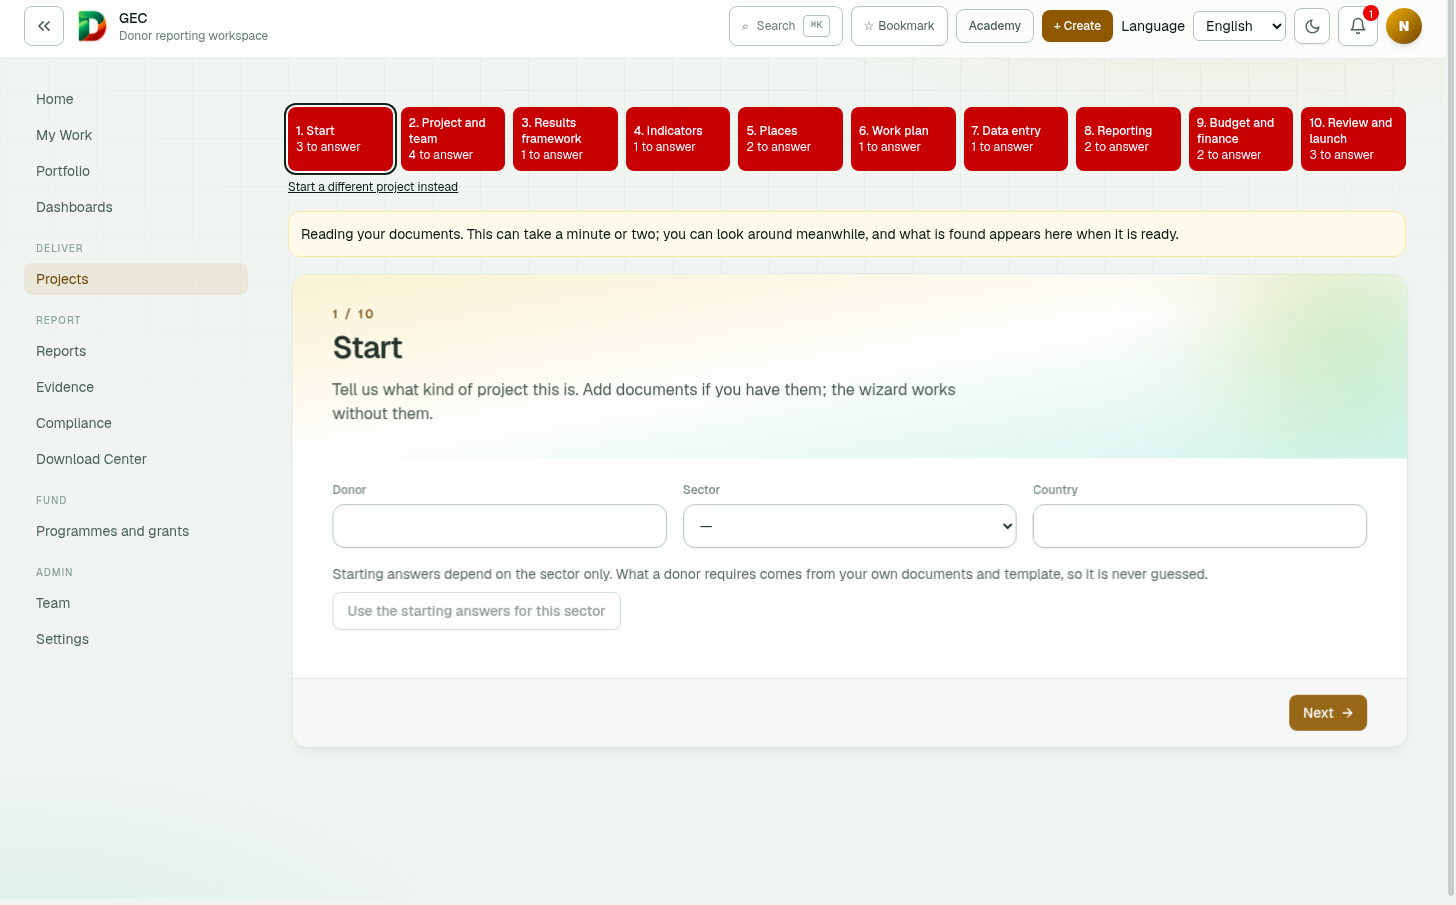 GEC
Donor reporting workspace
Search ⌘K
☆ Bookmark
Academy
+ Create
Language
English
1
N
Home
My Work
Portfolio
Dashboards
DELIVER
Projects
REPORT
Reports
Evidence
Compliance
Download Center
FUND
Programmes and grants
ADMIN
Team
Settings
1. Start
3 to answer
2. Project and
team
4 to answer
3. Results
framework
1 to answer
4. Indicators
1 to answer
5. Places
2 to answer
6. Work plan
1 to answer
7. Data entry
1 to answer
8. Reporting
2 to answer
9. Budget and
finance
2 to answer
10. Review and
launch
3 to answer
Start a different project instead
Reading your documents. This can take a minute or two; you can look around meanwhile, and what is found appears here when it is ready.
1 / 10
Start
Tell us what kind of project this is. Add documents if you have them; the wizard works
without them.
Donor
Sector
—
Country
Starting answers depend on the sector only. What a donor requires comes from your own documents and template, so it is never guessed.
Use the starting answers for this sector
Next →